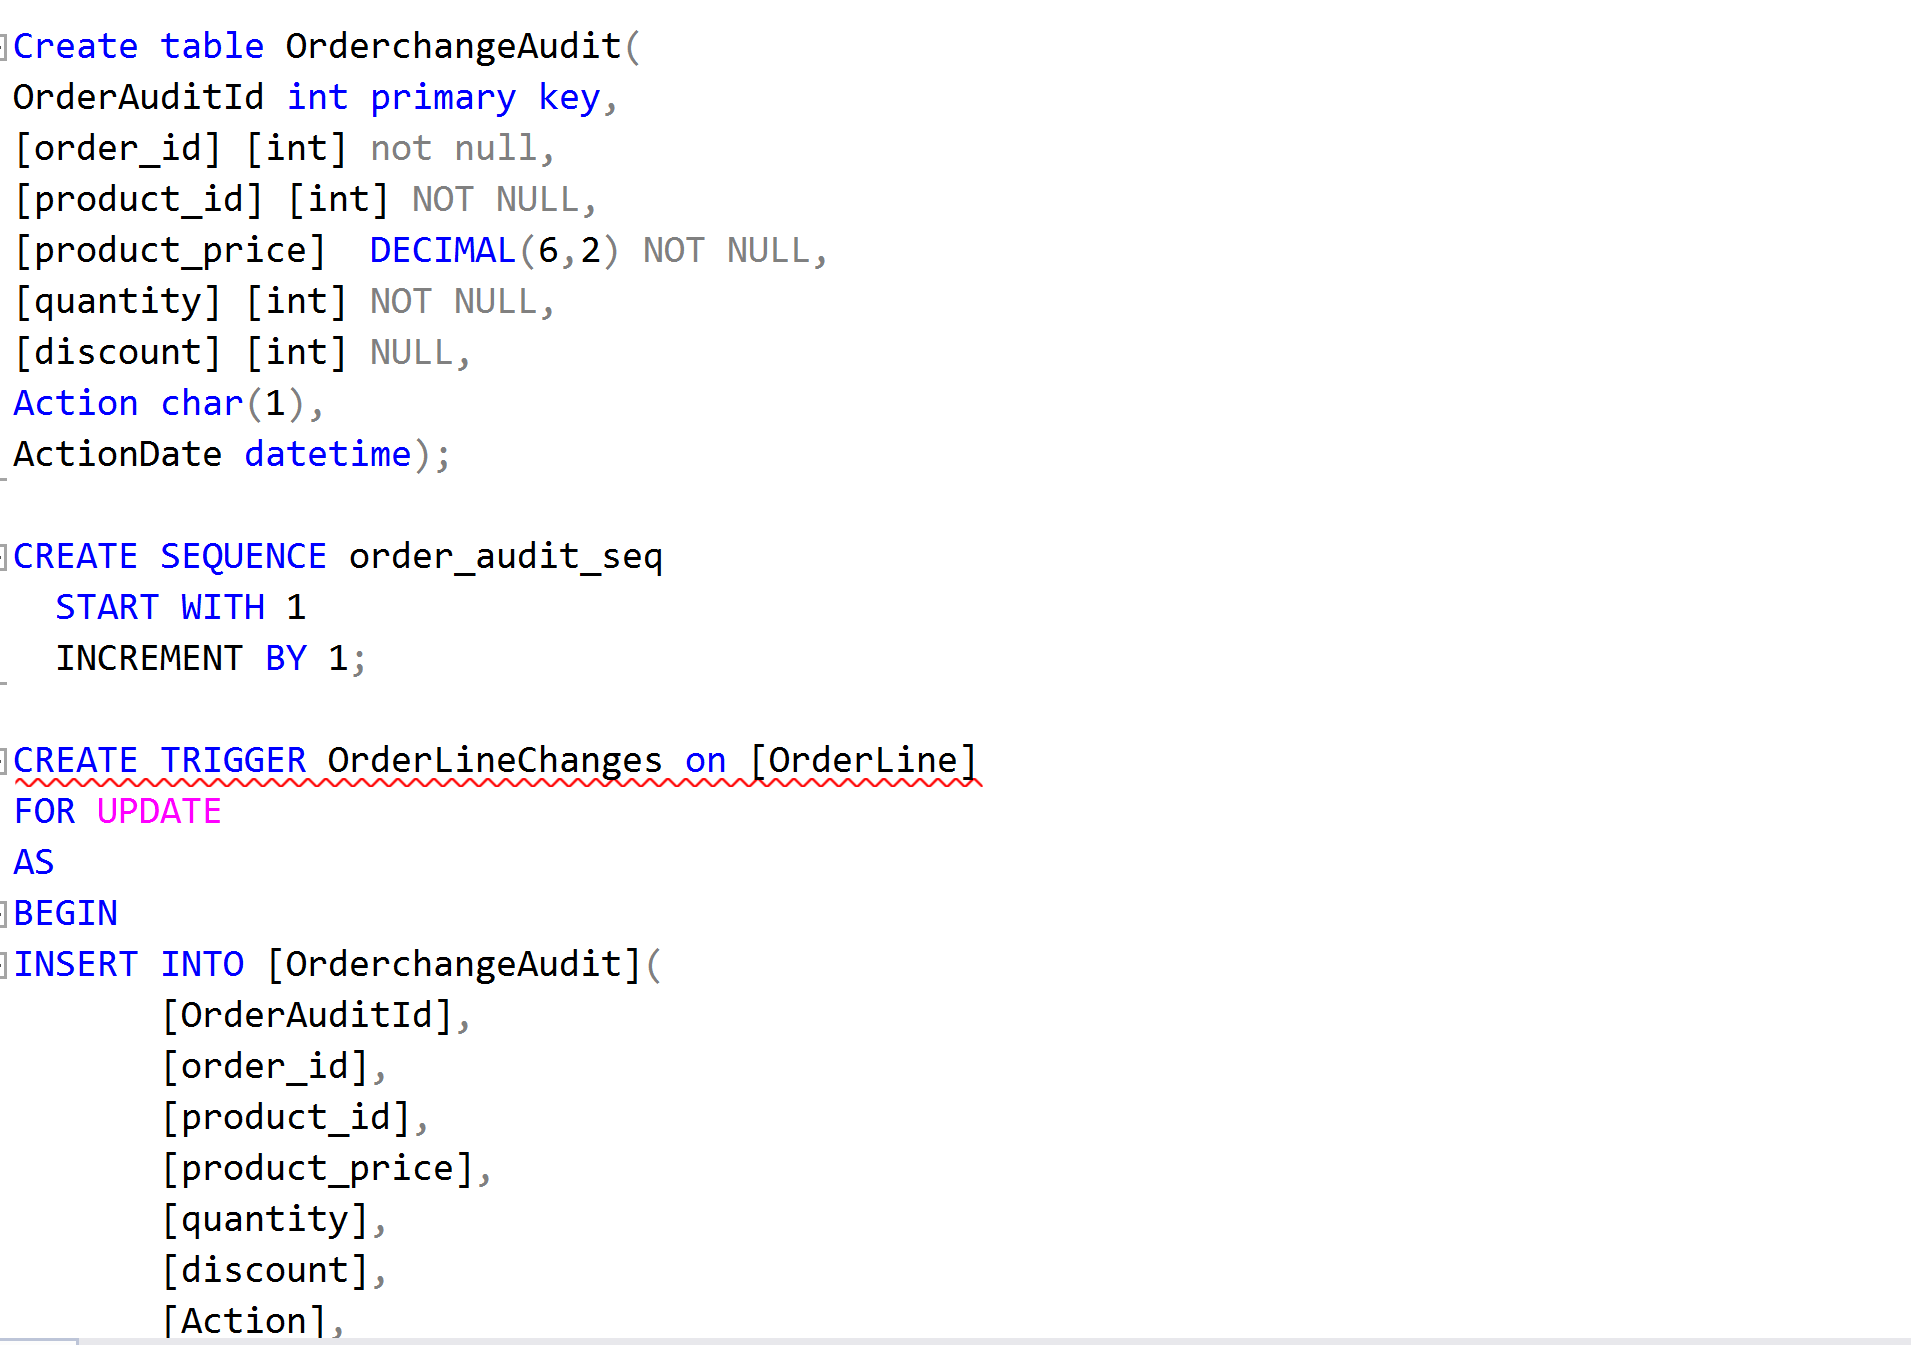 Create table OrderchangeAudit(
OrderAuditId int primary key,
[order_id] [int] not null,
[product_id] [int] NOT NULL,
[product_price]  DECIMAL(6,2) NOT NULL,
[quantity] [int] NOT NULL,
[discount] [int] NULL,
Action char(1),
ActionDate datetime);
CREATE SEQUENCE order_audit_seq
START WITH 1
INCREMENT BY 1;
CREATE TRIGGER OrderLineChanges on [OrderLine]
FOR UPDATE
AS
BEGIN
INSERT INTO [OrderchangeAudit](
[OrderAuditId],
[order_id],
[product_id],
[product_price],
[quantity],
[discount],
[Action],